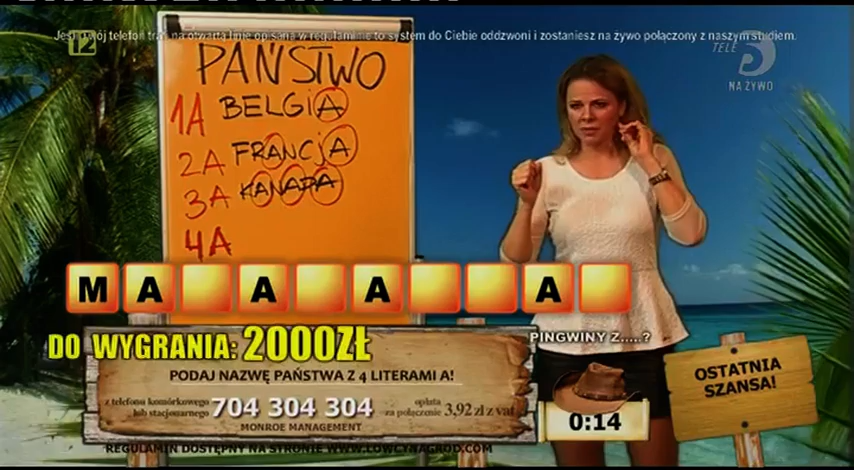 Jeśli Twój telefon trafi na otwartą linię opisaną w regulaminie to system do Ciebie oddzwoni i zostaniesz na żywo połączony z naszym studiem.
12
TELE 5
NA ŻYWO
PAŃSTWO
1A BELGIA
2A FRANCJA
3A KANADA
4A
M A A A A
DO WYGRANIA: 2000ZŁ
PINGWINY Z.....?
PODAJ NAZWĘ PAŃSTWA Z 4 LITERAMI A!
z telefonu komórkowego
lub stacjonarnego 704 304 304 opłata
za połączenie 3,92 zł z vat
MONROE MANAGEMENT
0:14
OSTATNIA
SZANSA!
REGULAMIN DOSTĘPNY NA STRONIE WWW.LOWCYNAGROD.COM